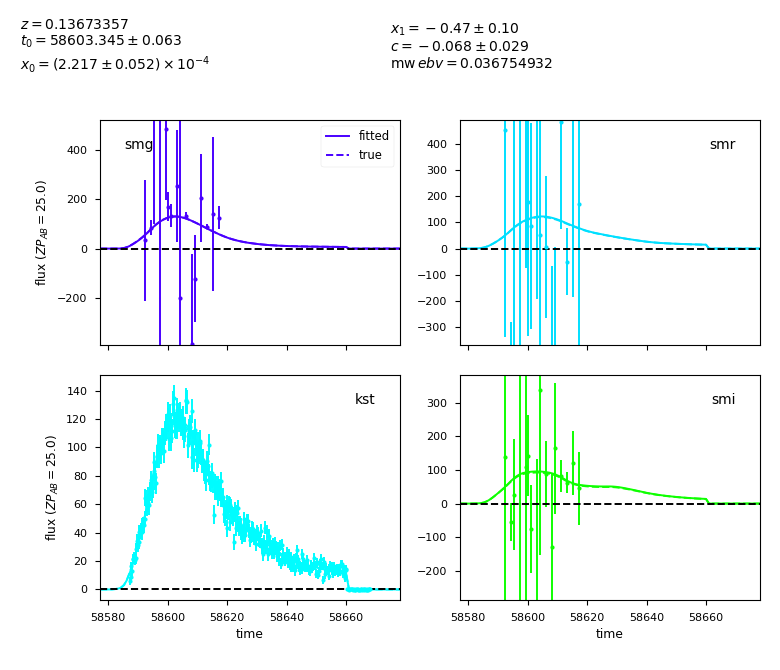 z = 0.13673357
t₀ = 58603.345 ± 0.063
x₀ = (2.217 ± 0.052) × 10⁻⁴
x₁ = −0.47 ± 0.10
c = −0.068 ± 0.029
mw ebv = 0.036754932
smg
fitted
true
400
200
0
−200
flux (ZP_AB = 25.0)
smr
400
300
200
100
0
−100
−200
−300
kst
140
120
100
80
60
40
20
0
flux (ZP_AB = 25.0)
58580 58600 58620 58640 58660
time
smi
300
200
100
0
−100
−200
58580 58600 58620 58640 58660
time